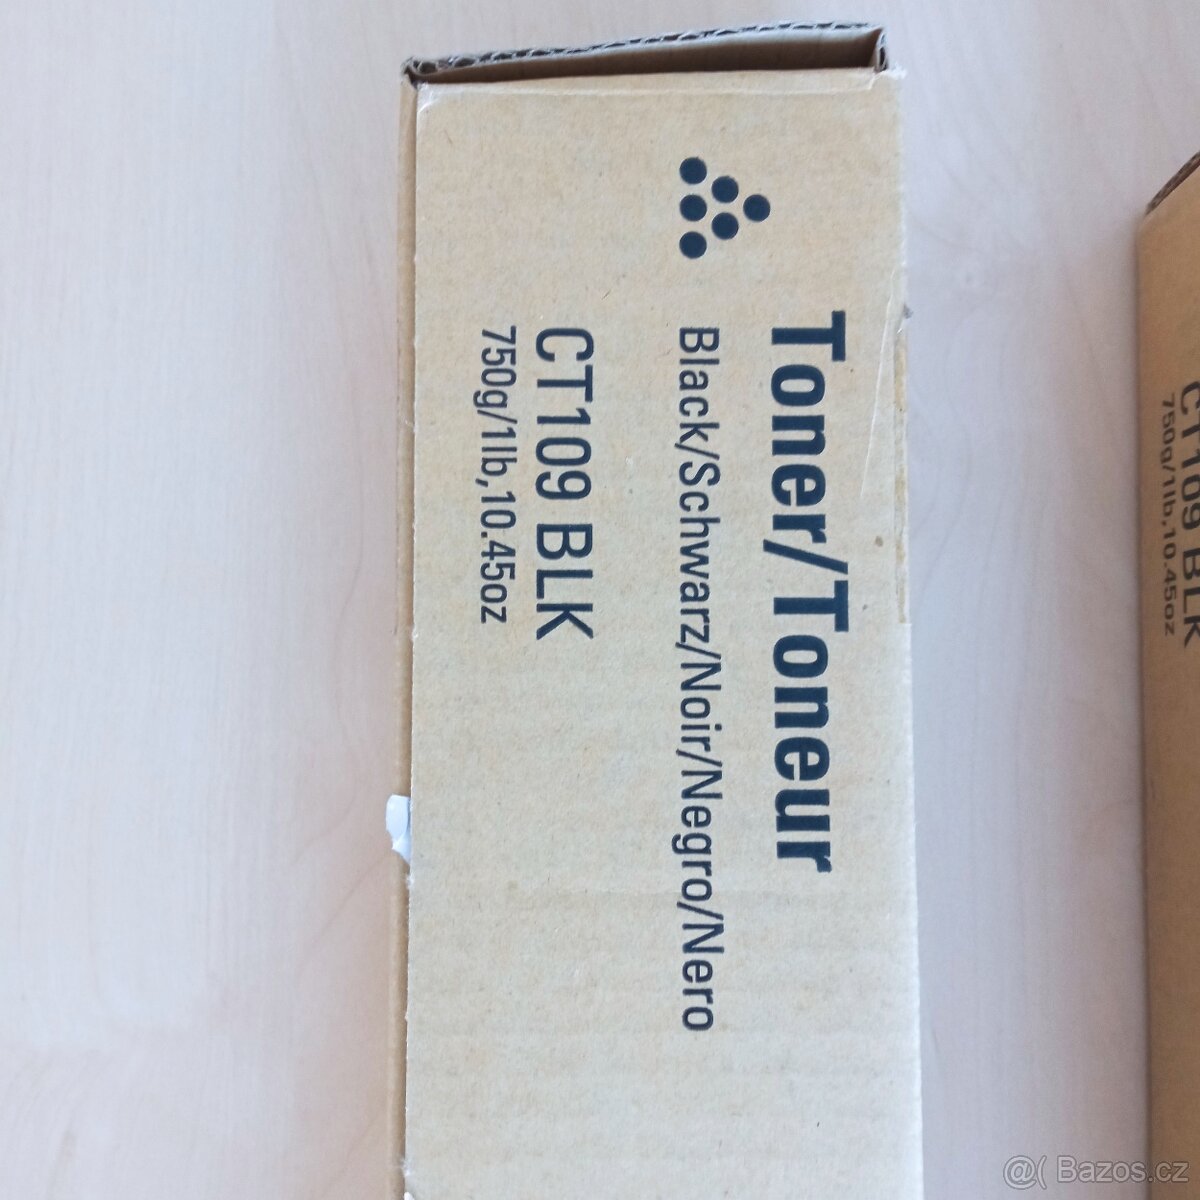 Toner/Toneur
Black/Schwarz/Noir/Negro/Nero
CT109 BLK
750g/1lb,10.45oz
CT109 BLK
750g/1lb,10.45oz
@( Bazos.cz